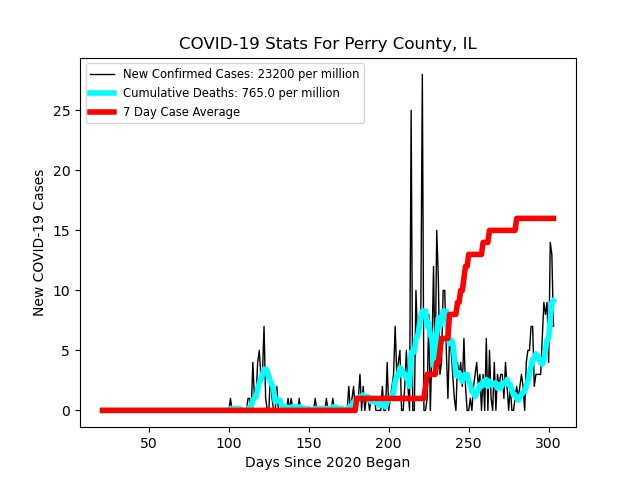 COVID-19 Stats For Perry County, IL
New Confirmed Cases: 23200 per million
Cumulative Deaths: 765.0 per million
7 Day Case Average
New COVID-19 Cases
25
20
15
10
5
0
50 100 150 200 250 300
Days Since 2020 Began